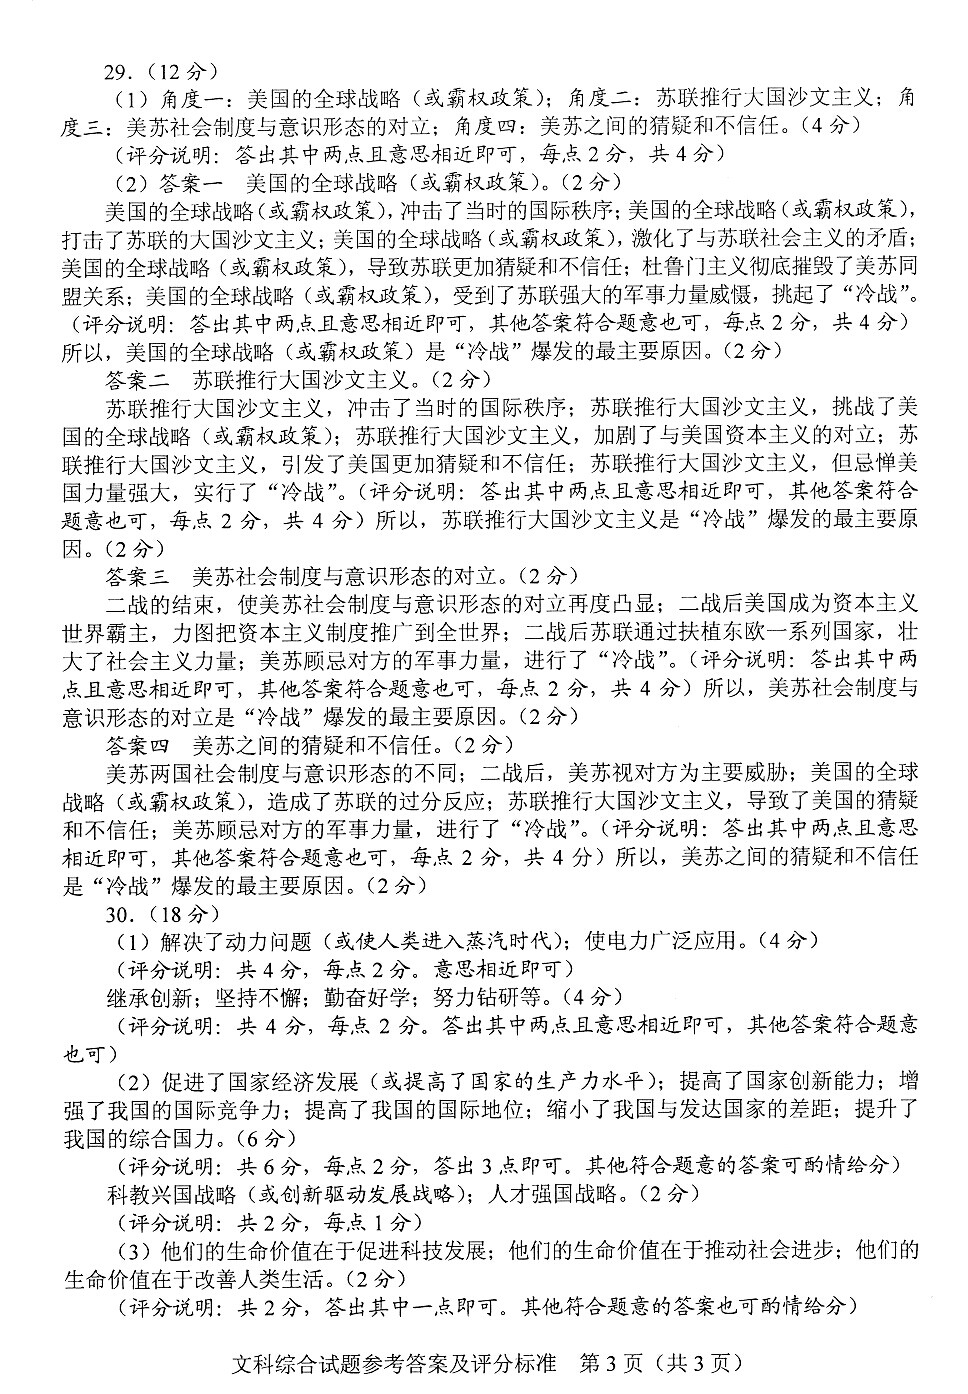 29.（12 分）
（1）角度一：美国的全球战略（或霸权政策）；角度二：苏联推行大国沙文主义；角
度三：美苏社会制度与意识形态的对立；角度四：美苏之间的猜疑和不信任。（4 分）
（评分说明：答出其中两点且意思相近即可，每点 2 分，共 4 分）
（2）答案一　美国的全球战略（或霸权政策）。（2 分）
美国的全球战略（或霸权政策），冲击了当时的国际秩序；美国的全球战略（或霸权政策），
打击了苏联的大国沙文主义；美国的全球战略（或霸权政策），激化了与苏联社会主义的矛盾；
美国的全球战略（或霸权政策），导致苏联更加猜疑和不信任；杜鲁门主义彻底摧毁了美苏同
盟关系；美国的全球战略（或霸权政策），受到了苏联强大的军事力量威慑，挑起了“冷战”。
（评分说明：答出其中两点且意思相近即可，其他答案符合题意也可，每点 2 分，共 4 分）
所以，美国的全球战略（或霸权政策）是“冷战”爆发的最主要原因。（2 分）
答案二　苏联推行大国沙文主义。（2 分）
苏联推行大国沙文主义，冲击了当时的国际秩序；苏联推行大国沙文主义，挑战了美
国的全球战略（或霸权政策）；苏联推行大国沙文主义，加剧了与美国资本主义的对立；苏
联推行大国沙文主义，引发了美国更加猜疑和不信任；苏联推行大国沙文主义，但忌惮美
国力量强大，实行了“冷战”。（评分说明：答出其中两点且意思相近即可，其他答案符合
题意也可，每点 2 分，共 4 分）所以，苏联推行大国沙文主义是“冷战”爆发的最主要原
因。（2 分）
答案三　美苏社会制度与意识形态的对立。（2 分）
二战的结束，使美苏社会制度与意识形态的对立再度凸显；二战后美国成为资本主义
世界霸主，力图把资本主义制度推广到全世界；二战后苏联通过扶植东欧一系列国家，壮
大了社会主义力量；美苏顾忌对方的军事力量，进行了“冷战”。（评分说明：答出其中两
点且意思相近即可，其他答案符合题意也可，每点 2 分，共 4 分）所以，美苏社会制度与
意识形态的对立是“冷战”爆发的最主要原因。（2 分）
答案四　美苏之间的猜疑和不信任。（2 分）
美苏两国社会制度与意识形态的不同；二战后，美苏视对方为主要威胁；美国的全球
战略（或霸权政策），造成了苏联的过分反应；苏联推行大国沙文主义，导致了美国的猜疑
和不信任；美苏顾忌对方的军事力量，进行了“冷战”。（评分说明：答出其中两点且意思
相近即可，其他答案符合题意也可，每点 2 分，共 4 分）所以，美苏之间的猜疑和不信任
是“冷战”爆发的最主要原因。（2 分）
30.（18 分）
（1）解决了动力问题（或使人类进入蒸汽时代）；使电力广泛应用。（4 分）
（评分说明：共 4 分，每点 2 分。意思相近即可）
继承创新；坚持不懈；勤奋好学；努力钻研等。（4 分）
（评分说明：共 4 分，每点 2 分。答出其中两点且意思相近即可，其他答案符合题意
也可）
（2）促进了国家经济发展（或提高了国家的生产力水平）；提高了国家创新能力；增
强了我国的国际竞争力；提高了我国的国际地位；缩小了我国与发达国家的差距；提升了
我国的综合国力。（6 分）
（评分说明：共 6 分，每点 2 分，答出 3 点即可。其他符合题意的答案可酌情给分）
科教兴国战略（或创新驱动发展战略）；人才强国战略。（2 分）
（评分说明：共 2 分，每点 1 分）
（3）他们的生命价值在于促进科技发展；他们的生命价值在于推动社会进步；他们的
生命价值在于改善人类生活。（2 分）
（评分说明：共 2 分，答出其中一点即可。其他符合题意的答案也可酌情给分）
文科综合试题参考答案及评分标准　第 3 页（共 3 页）